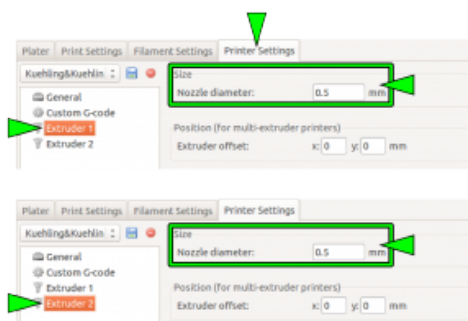 Plater Print Settings Filament Settings Printer Settings
Kuehling&Kuehlin
Size
Nozzle diameter: 0.5 mm
General
Custom G-code
Extruder 1
Position (for multi-extruder printers)
Extruder 2
Extruder offset: x: 0 y: 0 mm
Plater Print Settings Filament Settings Printer Settings
Kuehling&Kuehlin
Size
Nozzle diameter: 0.5 mm
General
Custom G-code
Extruder 1
Position (for multi-extruder printers)
Extruder 2
Extruder offset: x: 0 y: 0 mm